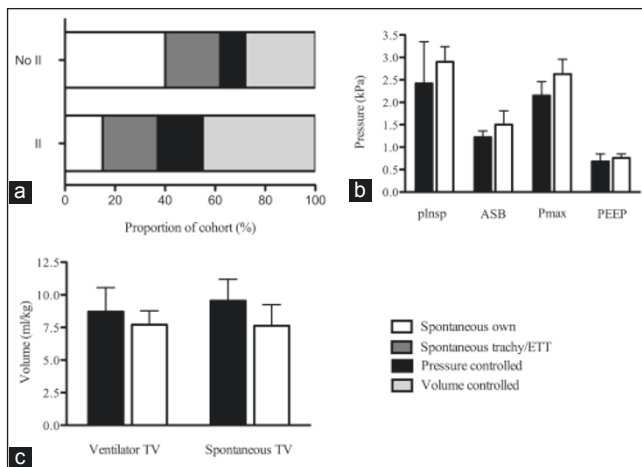 No II
II
0 20 40 60 80 100
Proportion of cohort (%)
a
3.5
3.0
2.5
2.0
1.5
1.0
0.5
0.0
Pressure (kPa)
pInsp ASB Pmax PEEP
b
12.5
10.0
7.5
5.0
2.5
0.0
Volume (ml/kg)
Ventilator TV Spontaneous TV
c
Spontaneous own
Spontaneous trachy/ETT
Pressure controlled
Volume controlled